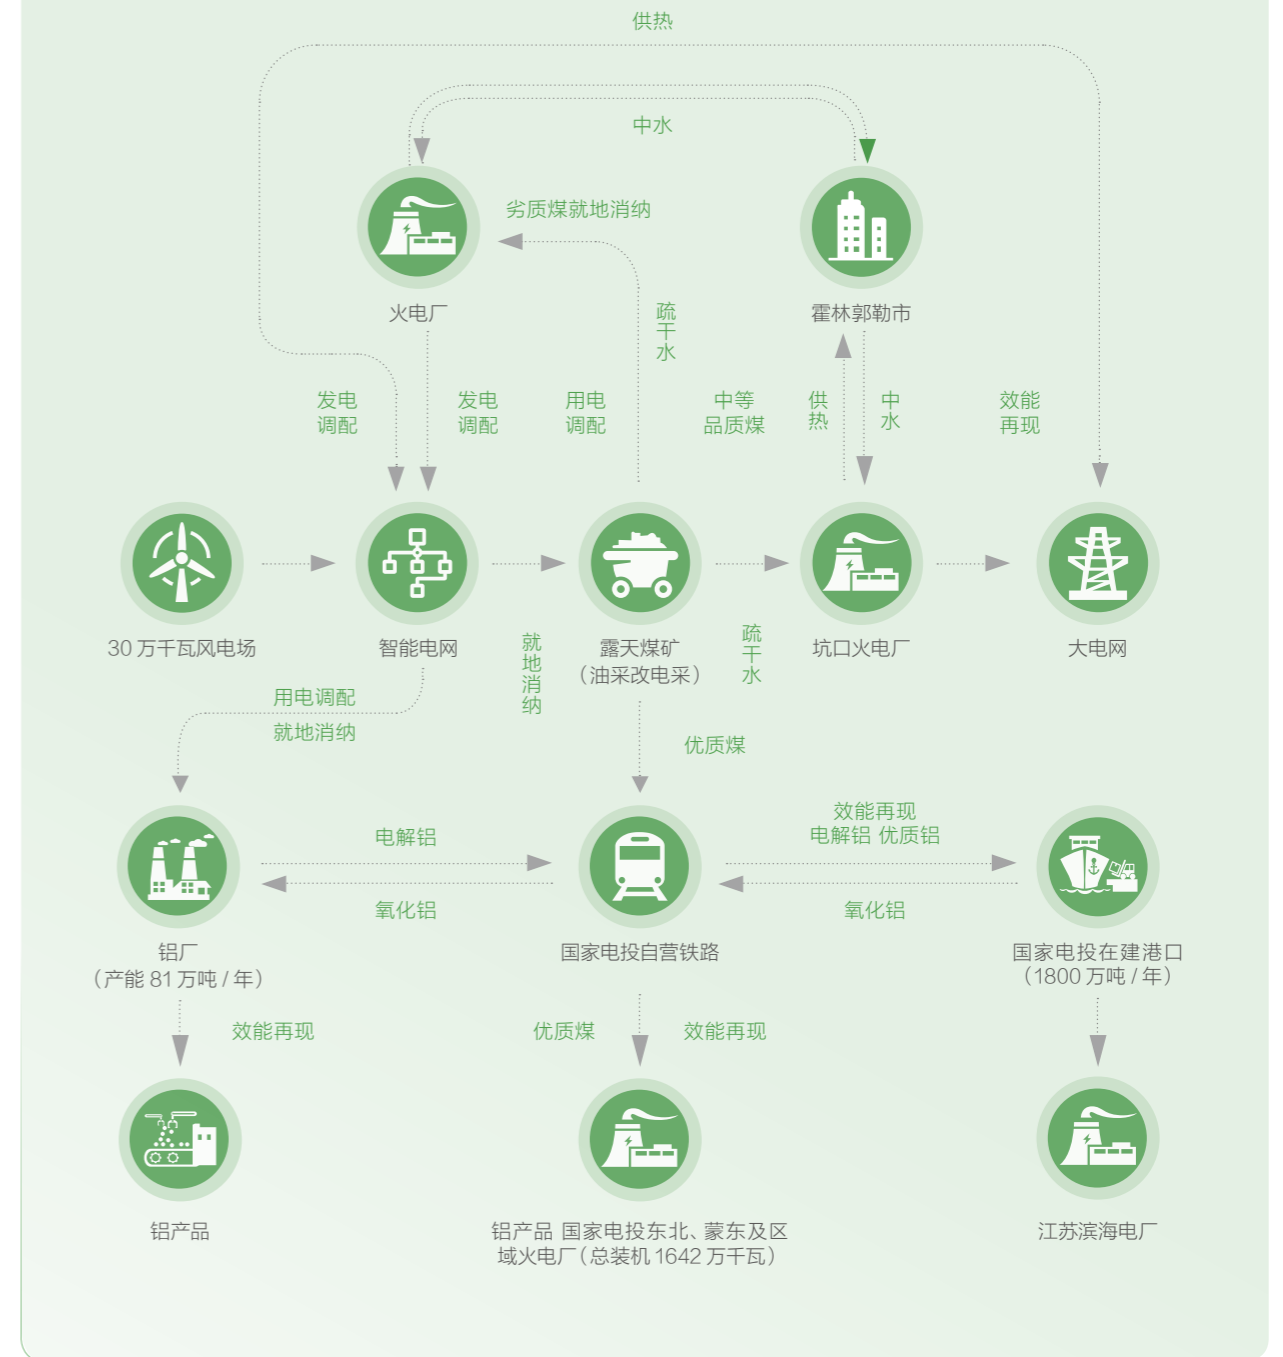 供热
中水
劣质煤就地消纳
火电厂
霍林郭勒市
疏干水
发电
调配
发电
调配
用电
调配
中等
品质煤
供热
中水
效能
再现
30 万千瓦风电场
智能电网
就地消纳
露天煤矿
（油采改电采）
疏干水
坑口火电厂
大电网
用电调配
就地消纳
优质煤
电解铝
氧化铝
效能再现
电解铝 优质铝
氧化铝
铝厂
（产能 81 万吨 / 年）
国家电投自营铁路
国家电投在建港口
（1800 万吨 / 年）
效能再现
优质煤
效能再现
铝产品
铝产品 国家电投东北、蒙东及区
域火电厂（总装机 1642 万千瓦）
江苏滨海电厂